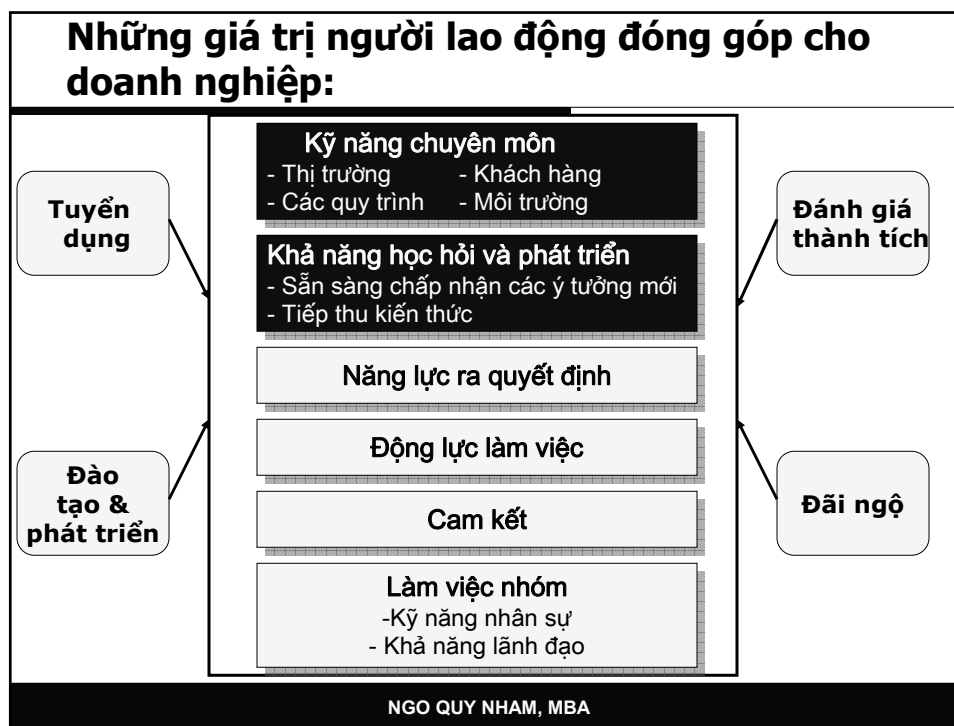 Những giá trị người lao động đóng góp cho
doanh nghiệp:
Tuyển
dụng
Đào
tạo &
phát triển
Kỹ năng chuyên môn
- Thị trường - Khách hàng
- Các quy trình - Môi trường
Khả năng học hỏi và phát triển
- Sẵn sàng chấp nhận các ý tưởng mới
- Tiếp thu kiến thức
Năng lực ra quyết định
Động lực làm việc
Cam kết
Làm việc nhóm
-Kỹ năng nhân sự
- Khả năng lãnh đạo
Đánh giá
thành tích
Đãi ngộ
NGO QUY NHAM, MBA